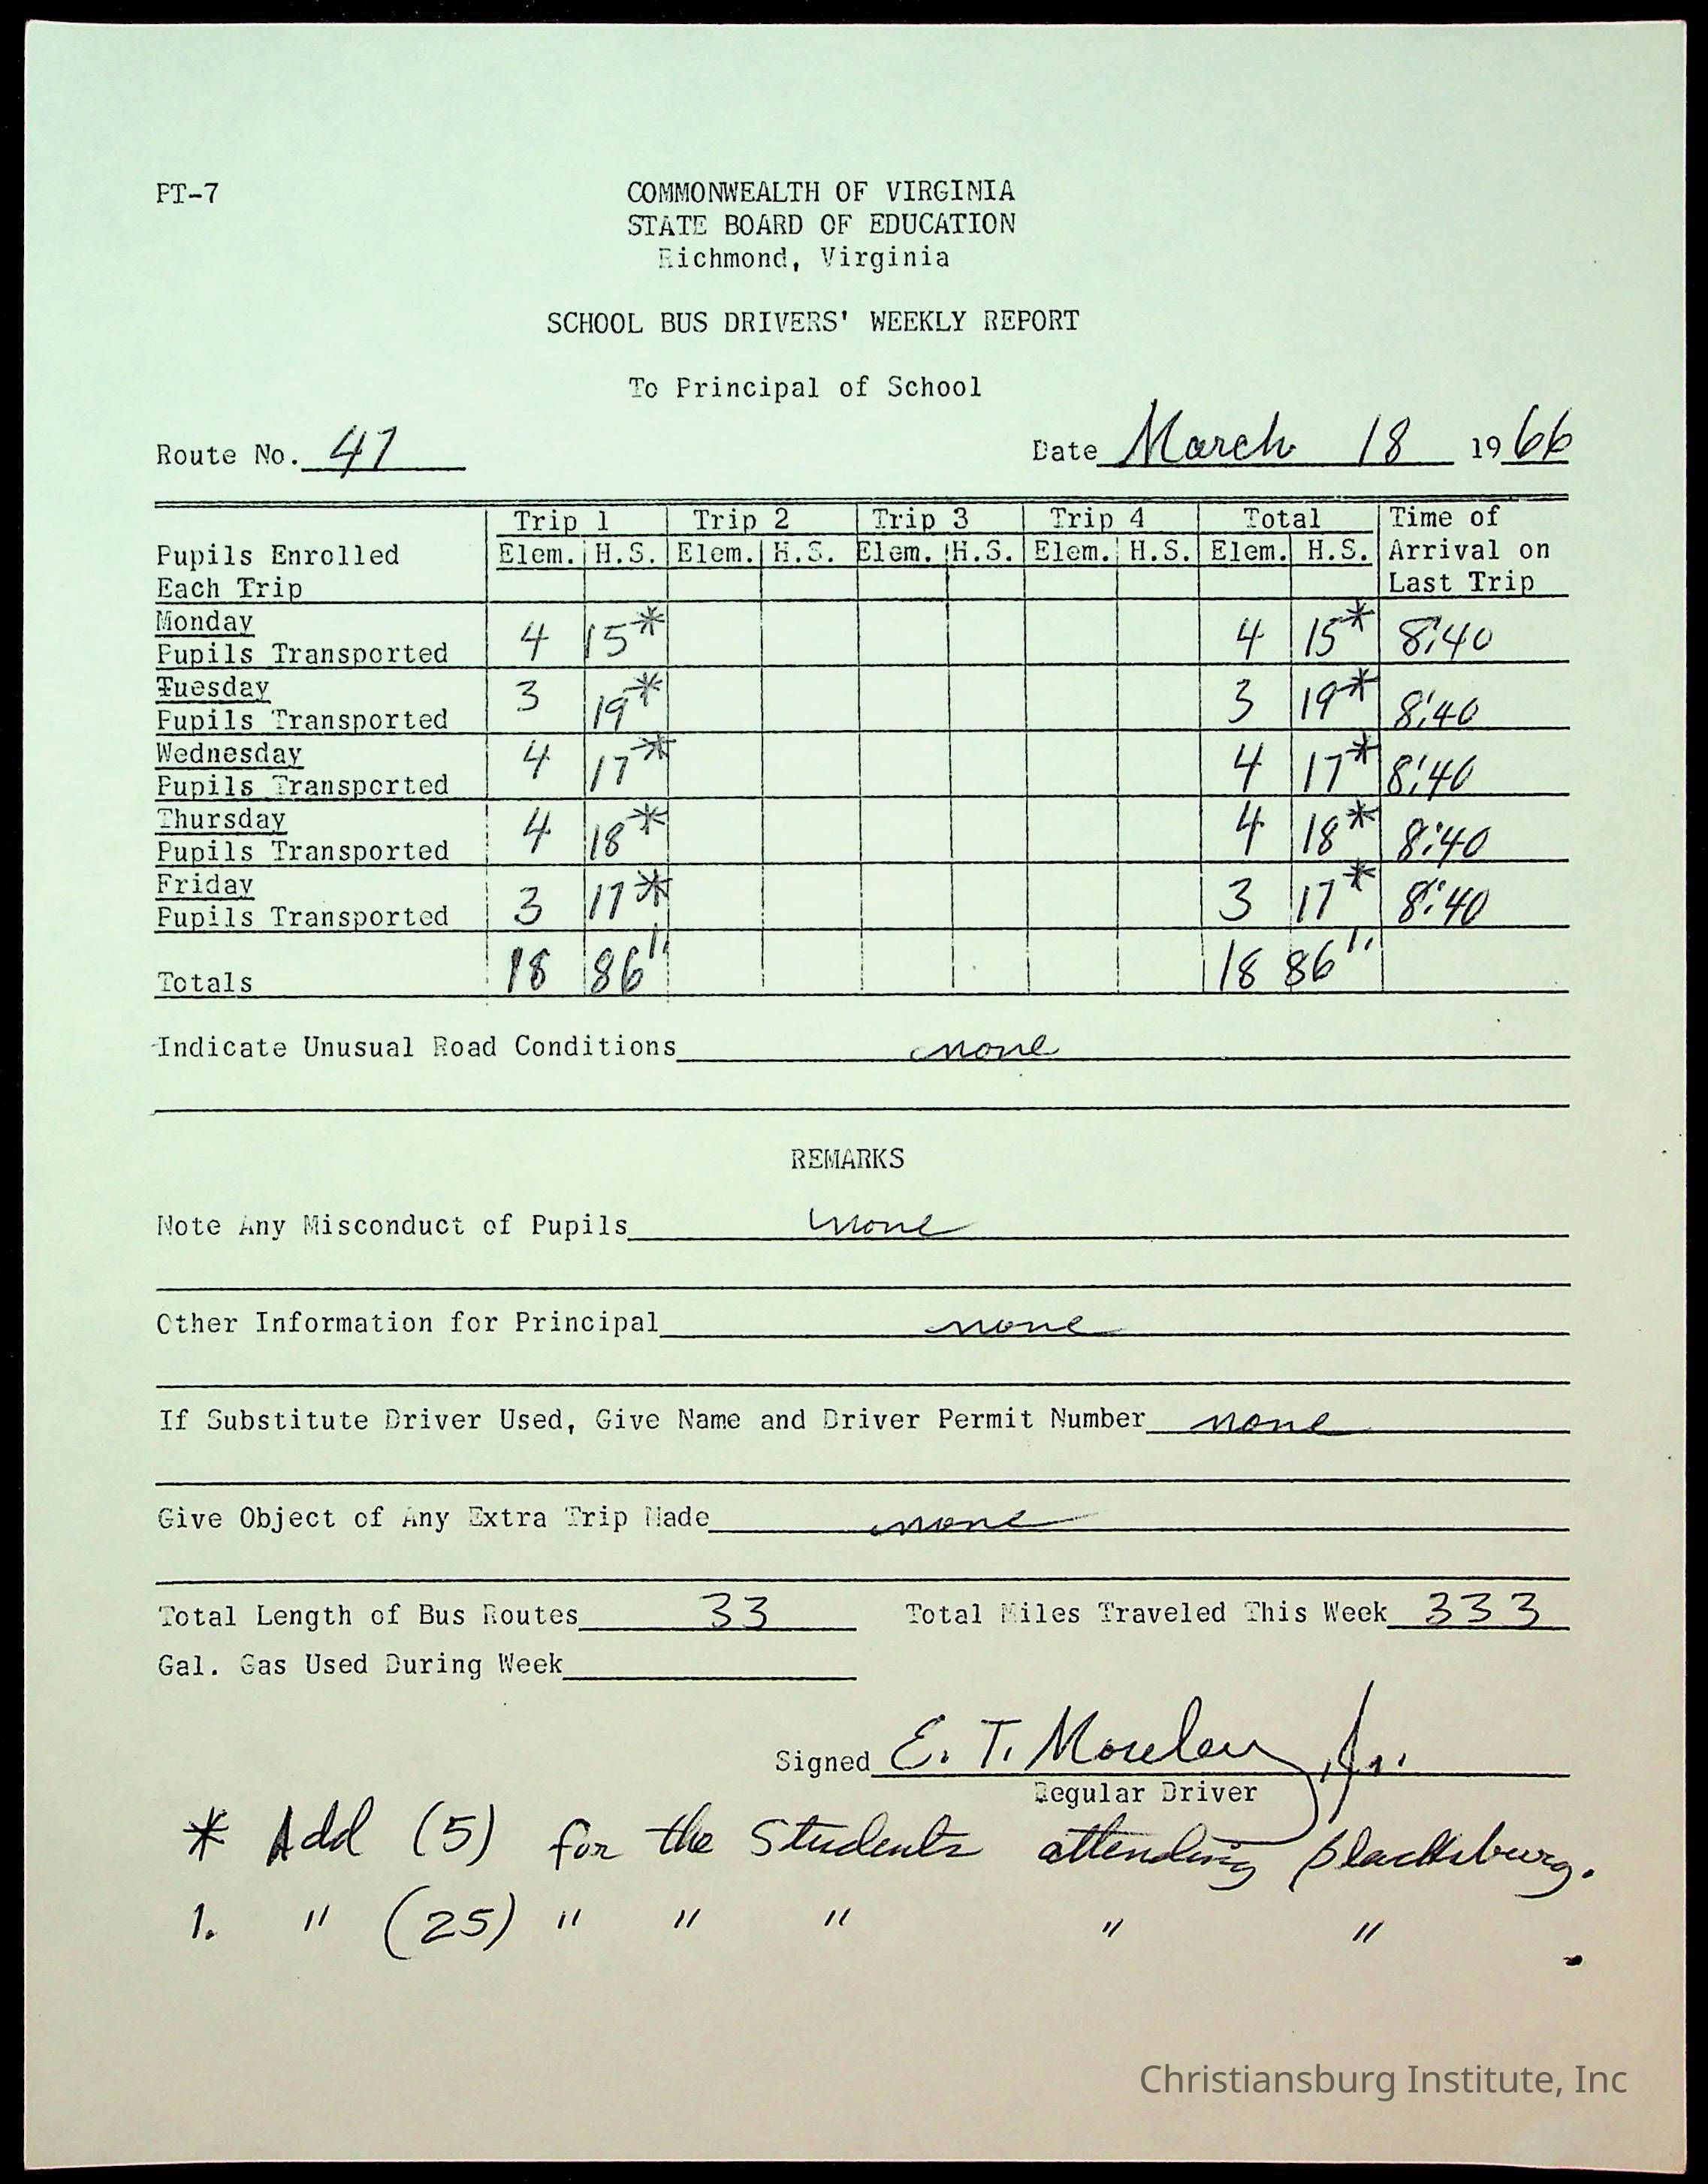 PT-7
COMMONWEALTH OF VIRGINIA
STATE BOARD OF EDUCATION
Richmond, Virginia
SCHOOL BUS DRIVERS' WEEKLY REPORT
To Principal of School
Route No. 47 Date March 18 1966
Trip 1 Trip 2 Trip 3 Trip 4 Total Time of
Pupils Enrolled Elem. H.S. Elem. H.S. Elem. H.S. Elem. H.S. Elem. H.S. Arrival on
Each Trip Last Trip
Monday
Pupils Transported 4 15* 4 15* 8:40
Tuesday
Pupils Transported 3 19* 3 19* 8:40
Wednesday
Pupils Transported 4 17* 4 17* 8:40
Thursday
Pupils Transported 4 18* 4 18* 8:40
Friday
Pupils Transported 3 17* 3 17* 8:40
Totals 18 86 1. 18 86 1.
Indicate Unusual Road Conditions none
REMARKS
Note Any Misconduct of Pupils none
Other Information for Principal none
If Substitute Driver Used, Give Name and Driver Permit Number none
Give Object of Any Extra Trip Made none
Total Length of Bus Routes 33 Total Miles Traveled This Week 333
Gal. Gas Used During Week
Signed E. T. Moseley, Jr.
Regular Driver
* Add (5) for the Students attending Blacksburg.
1. " (25) " " " " "
Christiansburg Institute, Inc